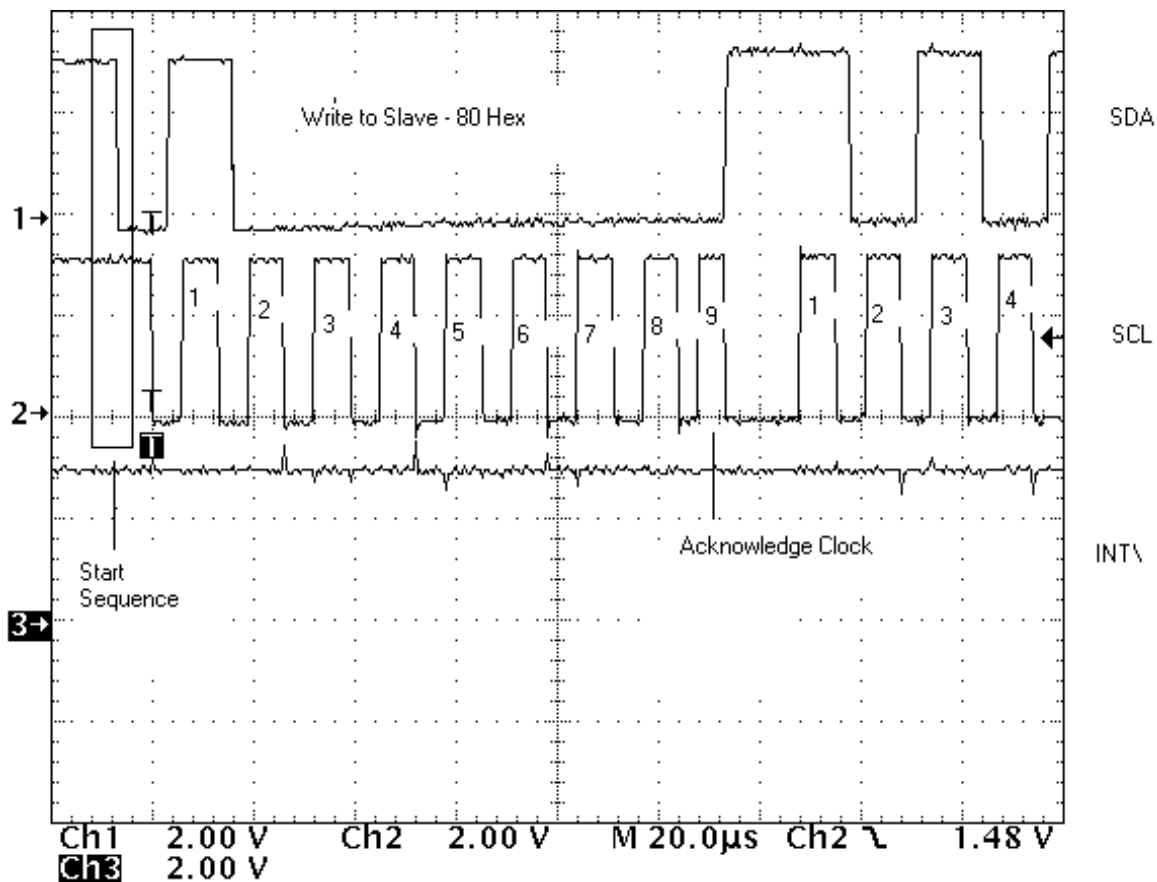 Write to Slave - 80 Hex
SDA
1→
T
1 2 3 4 5 6 7 8 9 1 2 3 4
SCL
T
2→
T
Start
Sequence
Acknowledge Clock
INT\
3→
Ch1 2.00 V Ch2 2.00 V M 20.0µs Ch2 1.48 V
Ch3 2.00 V